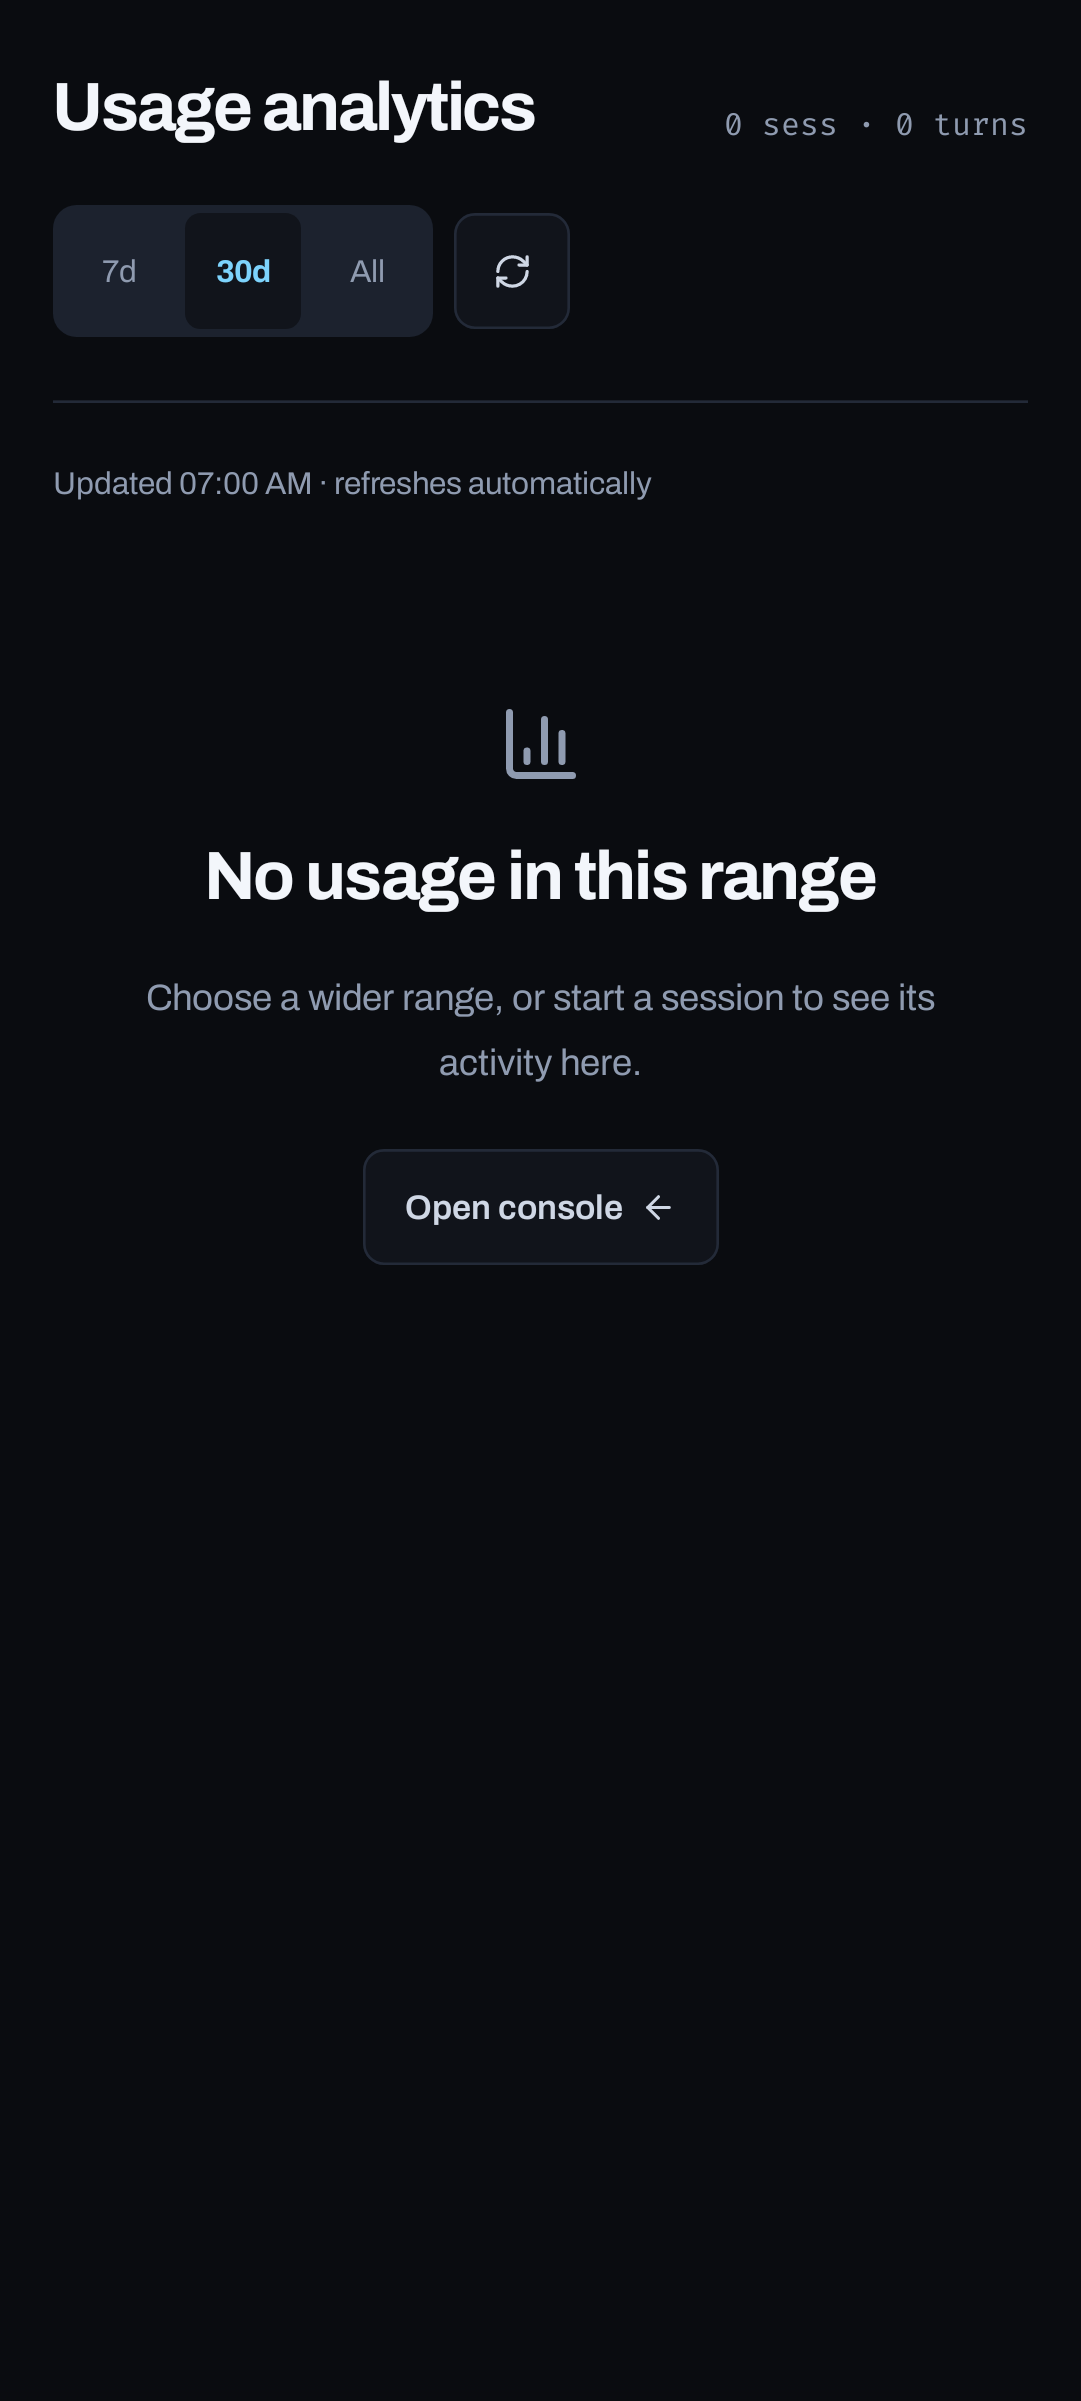 Usage analytics
0 sess · 0 turns
7d
30d
All
Updated 07:00 AM · refreshes automatically
No usage in this range
Choose a wider range, or start a session to see its
activity here.
Open console